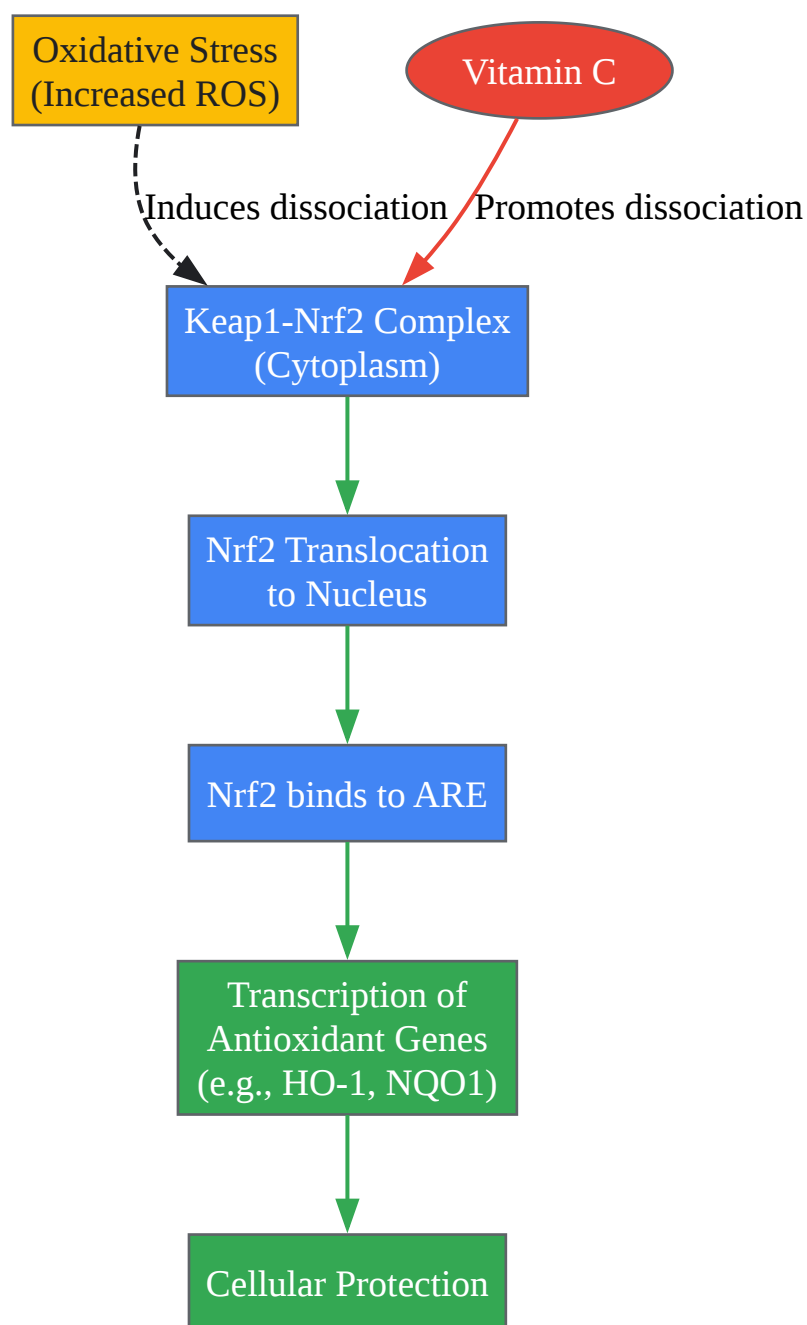 Oxidative Stress
(Increased ROS)
Vitamin C
Induces dissociation
Promotes dissociation
Keap1-Nrf2 Complex
(Cytoplasm)
Nrf2 Translocation
to Nucleus
Nrf2 binds to ARE
Transcription of
Antioxidant Genes
(e.g., HO-1, NQO1)
Cellular Protection